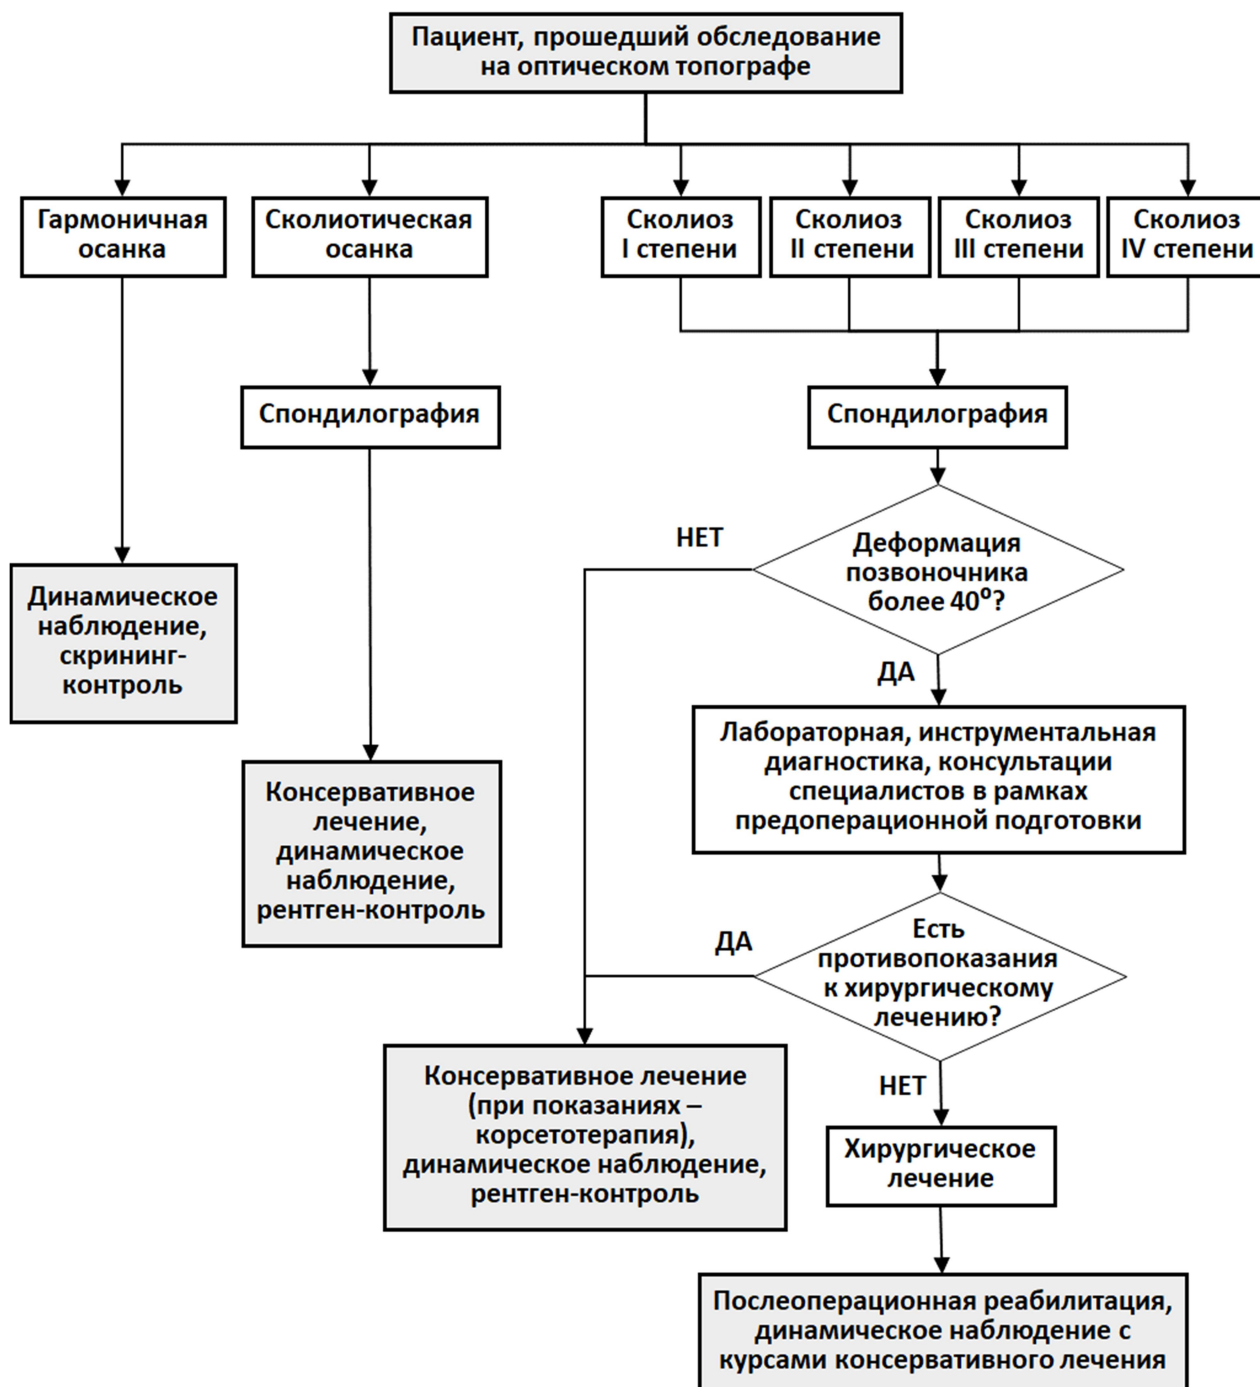 Пациент, прошедший обследование
на оптическом топографе
Гармоничная
осанка
Сколиотическая
осанка
Сколиоз
I степени
Сколиоз
II степени
Сколиоз
III степени
Сколиоз
IV степени
Спондилография
Спондилография
НЕТ
Деформация
позвоночника
более 40⁰?
Динамическое
наблюдение,
скрининг-
контроль
ДА
Лабораторная, инструментальная
диагностика, консультации
специалистов в рамках
предоперационной подготовки
Консервативное
лечение,
динамическое
наблюдение,
рентген-контроль
ДА
Есть
противопоказания
к хирургическому
лечению?
НЕТ
Консервативное лечение
(при показаниях –
корсетотерапия),
динамическое наблюдение,
рентген-контроль
Хирургическое
лечение
Послеоперационная реабилитация,
динамическое наблюдение с
курсами консервативного лечения